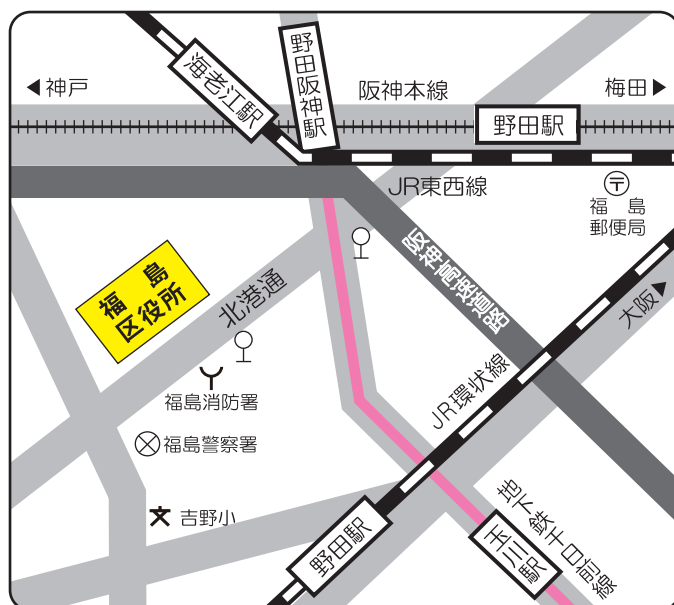 ◀神戸
海老江駅
野田阪神駅
阪神本線
梅田▶
野田駅
JR東西線
〒
福島
郵便局
阪神高速道路
福島
区役所
北港通
大阪▶
福島消防署
JR環状線
福島警察署
文
吉野小
野田駅
玉川駅
地下鉄千日前線